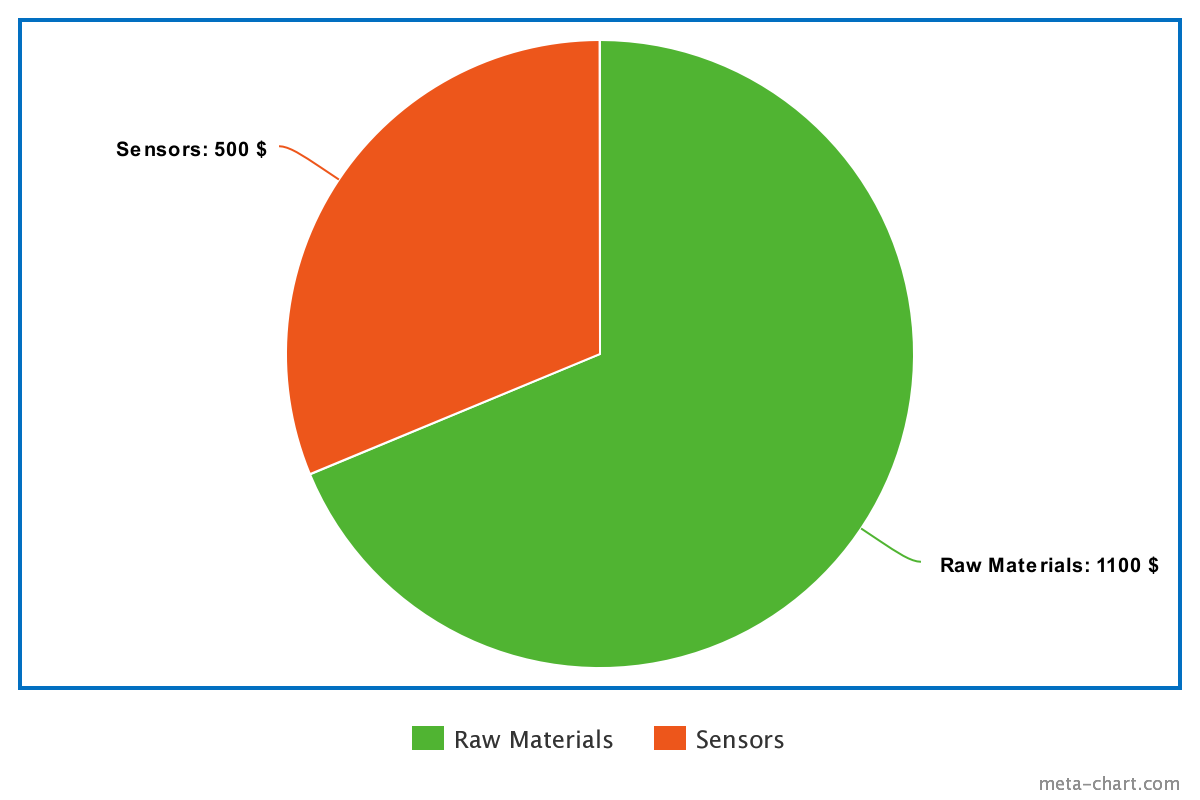 Sensors: 500 $
Raw Materials: 1100 $
Raw Materials
Sensors
meta-chart.com